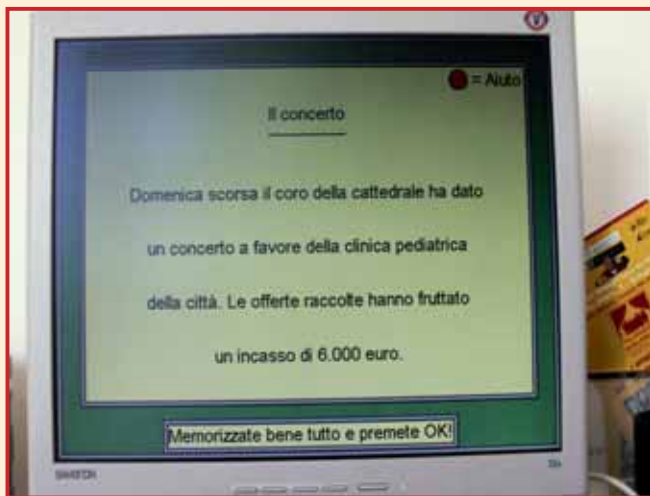 = Aiuto
Il concerto
Domenica scorsa il coro della cattedrale ha dato
un concerto a favore della clinica pediatrica
della città. Le offerte raccolte hanno fruttato
un incasso di 6.000 euro.
Memorizzate bene tutto e premete OK!